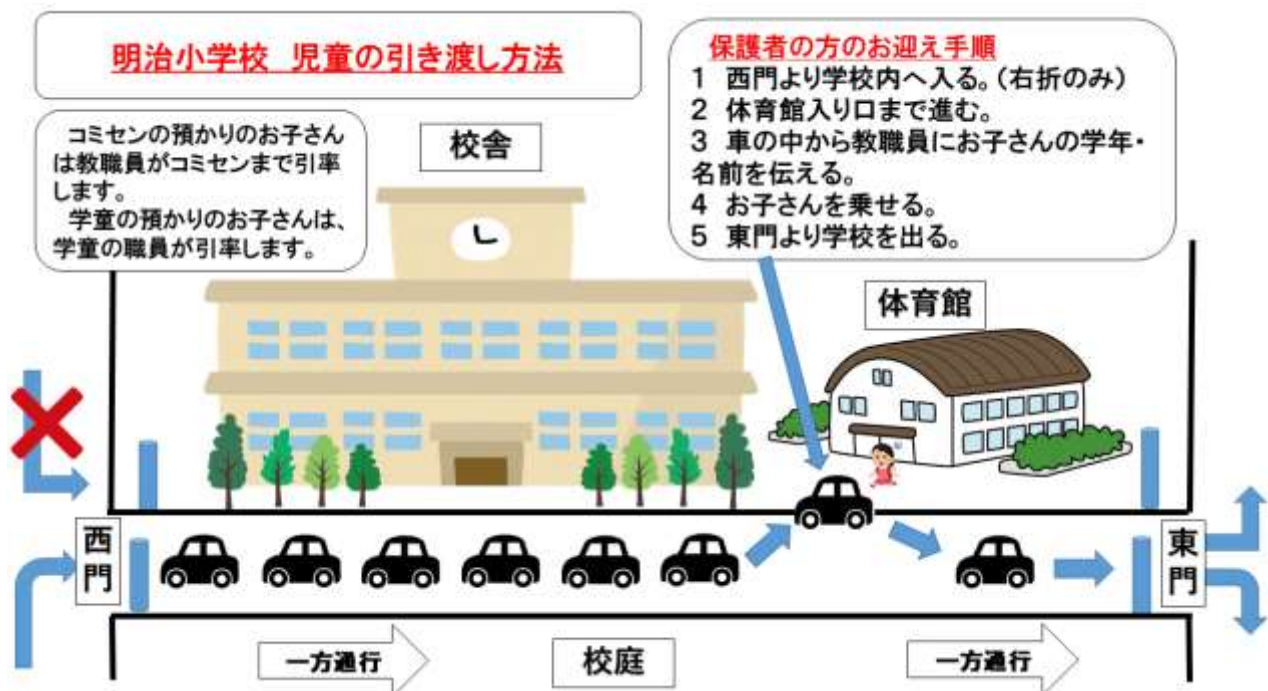 明治小学校 児童の引き渡し方法
コミセンの預かりのお子さん
は教職員がコミセンまで引率
します。
学童の預かりのお子さんは、
学童の職員が引率します。
校舎
保護者の方のお迎え手順
1 西門より学校内へ入る。(右折のみ)
2 体育館入り口まで進む。
3 車の中から教職員にお子さんの学年・
名前を伝える。
4 お子さんを乗せる。
5 東門より学校を出る。
体育館
西門
東門
一方通行
校庭
一方通行